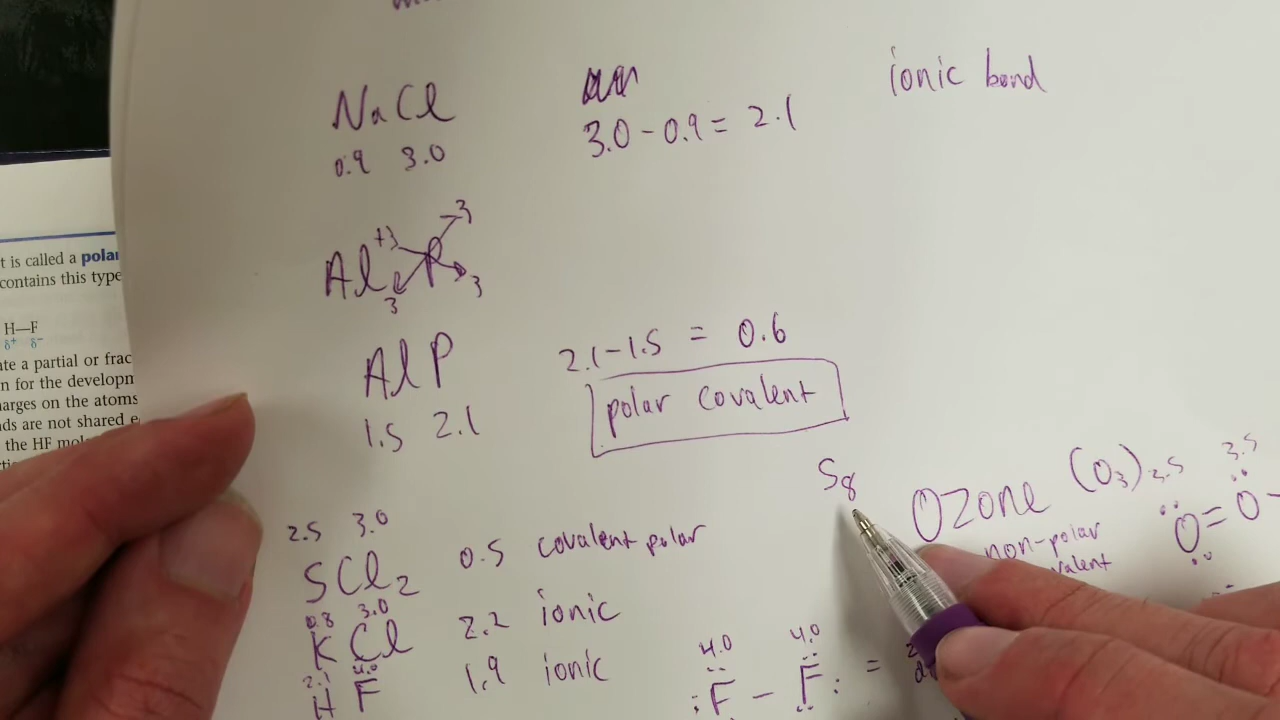 NaCl
0.9 3.0
3.0 - 0.9 = 2.1
ionic bond
Al+3 P-3
3 3
AlP
1.5 2.1
2.1 - 1.5 = 0.6
polar covalent
2.5 3.0
SCl2 0.5 covalent polar
0.8 3.0
KCl 2.2 ionic
2.1 4.0
HF 1.9 ionic
S8
Ozone (O3) 3.5 3.5
O = O -
non-polar
valent
4.0 4.0
F - F =
t is called a polar
contains this type
H—F
δ+ δ-
ate a partial or frac
n for the developm
arges on the atoms
ds are not shared e
the HF mol